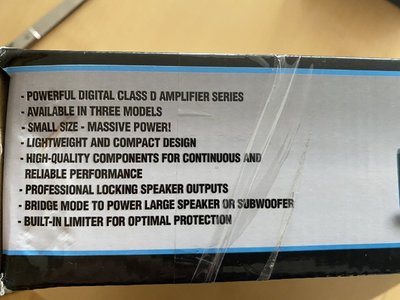 - POWERFUL DIGITAL CLASS D AMPLIFIER SERIES
- AVAILABLE IN THREE MODELS
- SMALL SIZE - MASSIVE POWER!
- LIGHTWEIGHT AND COMPACT DESIGN
- HIGH-QUALITY COMPONENTS FOR CONTINUOUS AND
RELIABLE PERFORMANCE
- PROFESSIONAL LOCKING SPEAKER OUTPUTS
- BRIDGE MODE TO POWER LARGE SPEAKER OR SUBWOOFER
- BUILT-IN LIMITER FOR OPTIMAL PROTECTION